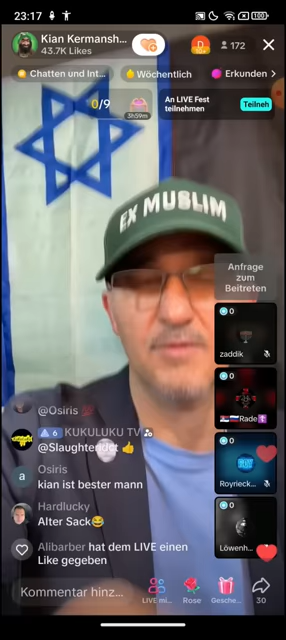 23:17
100
Kian Kermansh...
43.7K Likes
D
172
Chatten und Int...
Wöchentlich
Erkunden
0/9
3h59m
An LIVE Fest
teilnehmen
Teilneh
EX MUSLIM
Anfrage
zum
Beitreten
0
zaddik
0
Rade
0
Royrieck...
0
Löwenh...
@Osiris
6 KUKULUKU TV
Osiris
a
kian ist bester mann
Hardlucky
Alter Sack
Alibarber hat dem LIVE einen
Like gegeben
Kommentar hinz...
LIVE mi...
Rose
Gesche...
30